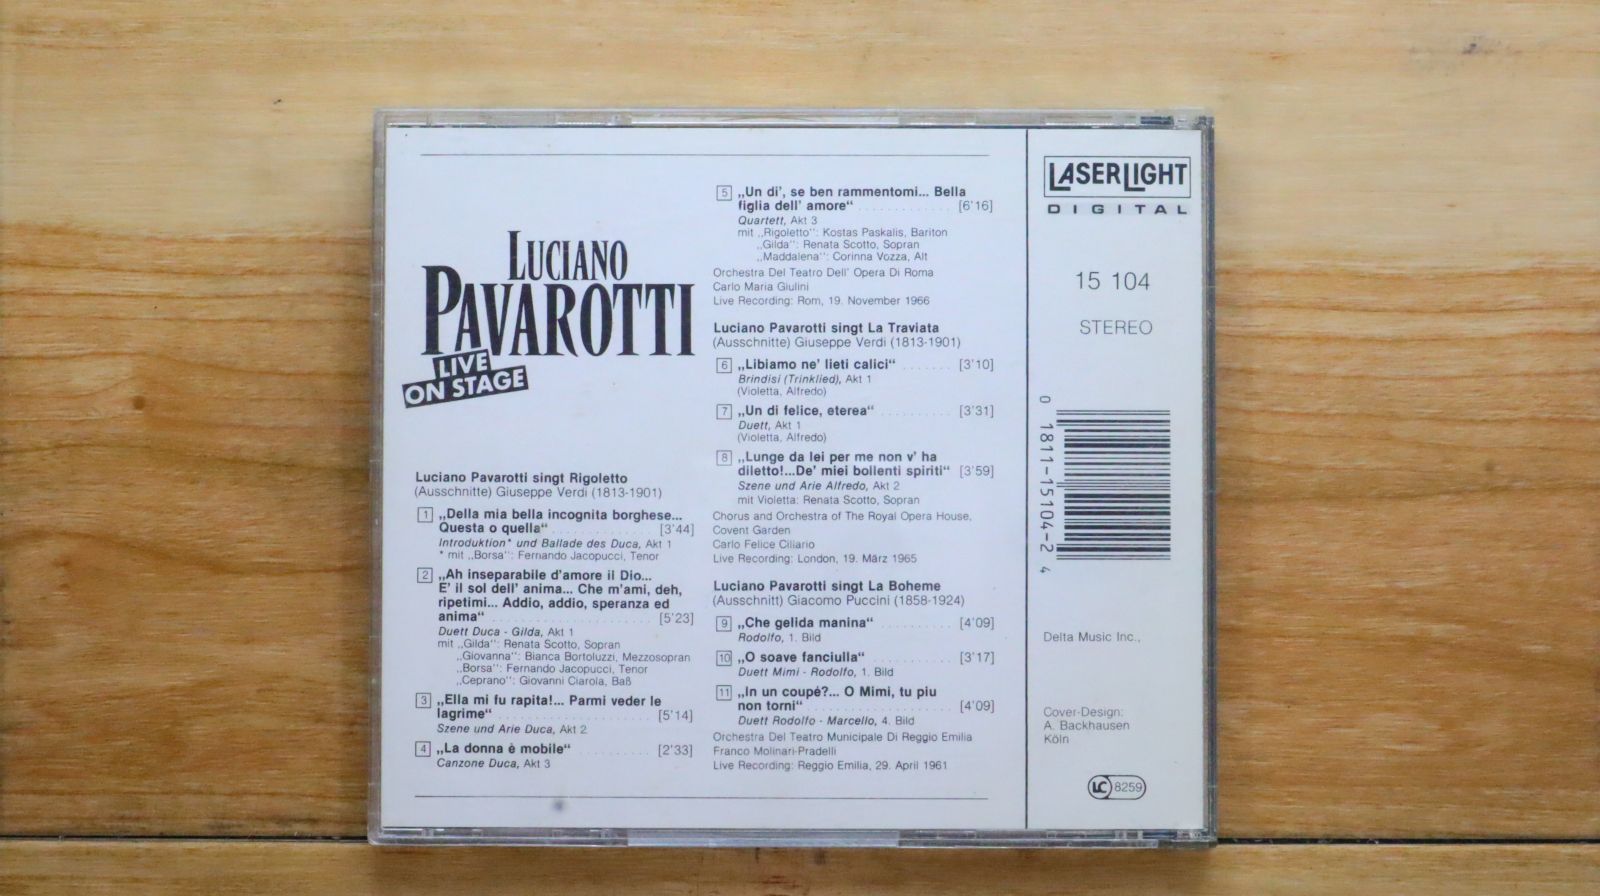 LUCIANO
PAVAROTTI
LIVE
ON STAGE
Luciano Pavarotti singt Rigoletto
(Ausschnitte) Giuseppe Verdi (1813-1901)
1 „Della mia bella incognita borghese...
Questa o quella“ . . . . . . . . . . . [3'44]
Introduktion* und Ballade des Duca, Akt 1
* mit „Borsa“: Fernando Jacopucci, Tenor
2 „Ah inseparabile d'amore il Dio...
E' il sol dell' anima... Che m'ami, deh,
ripetimi... Addio, addio, speranza ed
anima“ . . . . . . . . . . . [5'23]
Duett Duca - Gilda, Akt 1
mit „Gilda“: Renata Scotto, Sopran
„Giovanna“: Bianca Bortoluzzi, Mezzosopran
„Borsa“: Fernando Jacopucci, Tenor
„Ceprano“: Giovanni Ciarola, Baß
3 „Ella mi fu rapita!... Parmi veder le
lagrime“ . . . . . . . . . . . [5'14]
Szene und Arie Duca, Akt 2
4 „La donna è mobile“ . . . . . . . . [2'33]
Canzone Duca, Akt 3
5 „Un di', se ben rammentomi... Bella
figlia dell' amore“ . . . . . . . . . . . [6'16]
Quartett, Akt 3
mit „Rigoletto“: Kostas Paskalis, Bariton
„Gilda“: Renata Scotto, Sopran
„Maddalena“: Corinna Vozza, Alt
Orchestra Del Teatro Dell' Opera Di Roma
Carlo Maria Giulini
Live Recording: Rom, 19. November 1966
Luciano Pavarotti singt La Traviata
(Ausschnitte) Giuseppe Verdi (1813-1901)
6 „Libiamo ne' lieti calici“ . . . . . . . [3'10]
Brindisi (Trinklied), Akt 1
(Violetta, Alfredo)
7 „Un di felice, eterea“ . . . . . . . . . [3'31]
Duett, Akt 1
(Violetta, Alfredo)
8 „Lunge da lei per me non v' ha
diletto!...De' miei bollenti spiriti“ [3'59]
Szene und Arie Alfredo, Akt 2
mit Violetta: Renata Scotto, Sopran
Chorus and Orchestra of The Royal Opera House,
Covent Garden
Carlo Felice Cillario
Live Recording: London, 19. März 1965
Luciano Pavarotti singt La Boheme
(Ausschnitt) Giacomo Puccini (1858-1924)
9 „Che gelida manina“ . . . . . . . . . [4'09]
Rodolfo, 1. Bild
10 „O soave fanciulla“ . . . . . . . . . . [3'17]
Duett Mimi - Rodolfo, 1. Bild
11 „In un coupé?... O Mimi, tu piu
non torni“ . . . . . . . . . . . [4'09]
Duett Rodolfo - Marcello, 4. Bild
Orchestra Del Teatro Municipale Di Reggio Emilia
Franco Molinari-Pradelli
Live Recording: Reggio Emilia, 29. April 1961
LASERLIGHT
DIGITAL
15 104
STEREO
0 1811-15104-2 4
Delta Music Inc.,
Cover-Design:
A. Backhausen
Köln
LC 8259